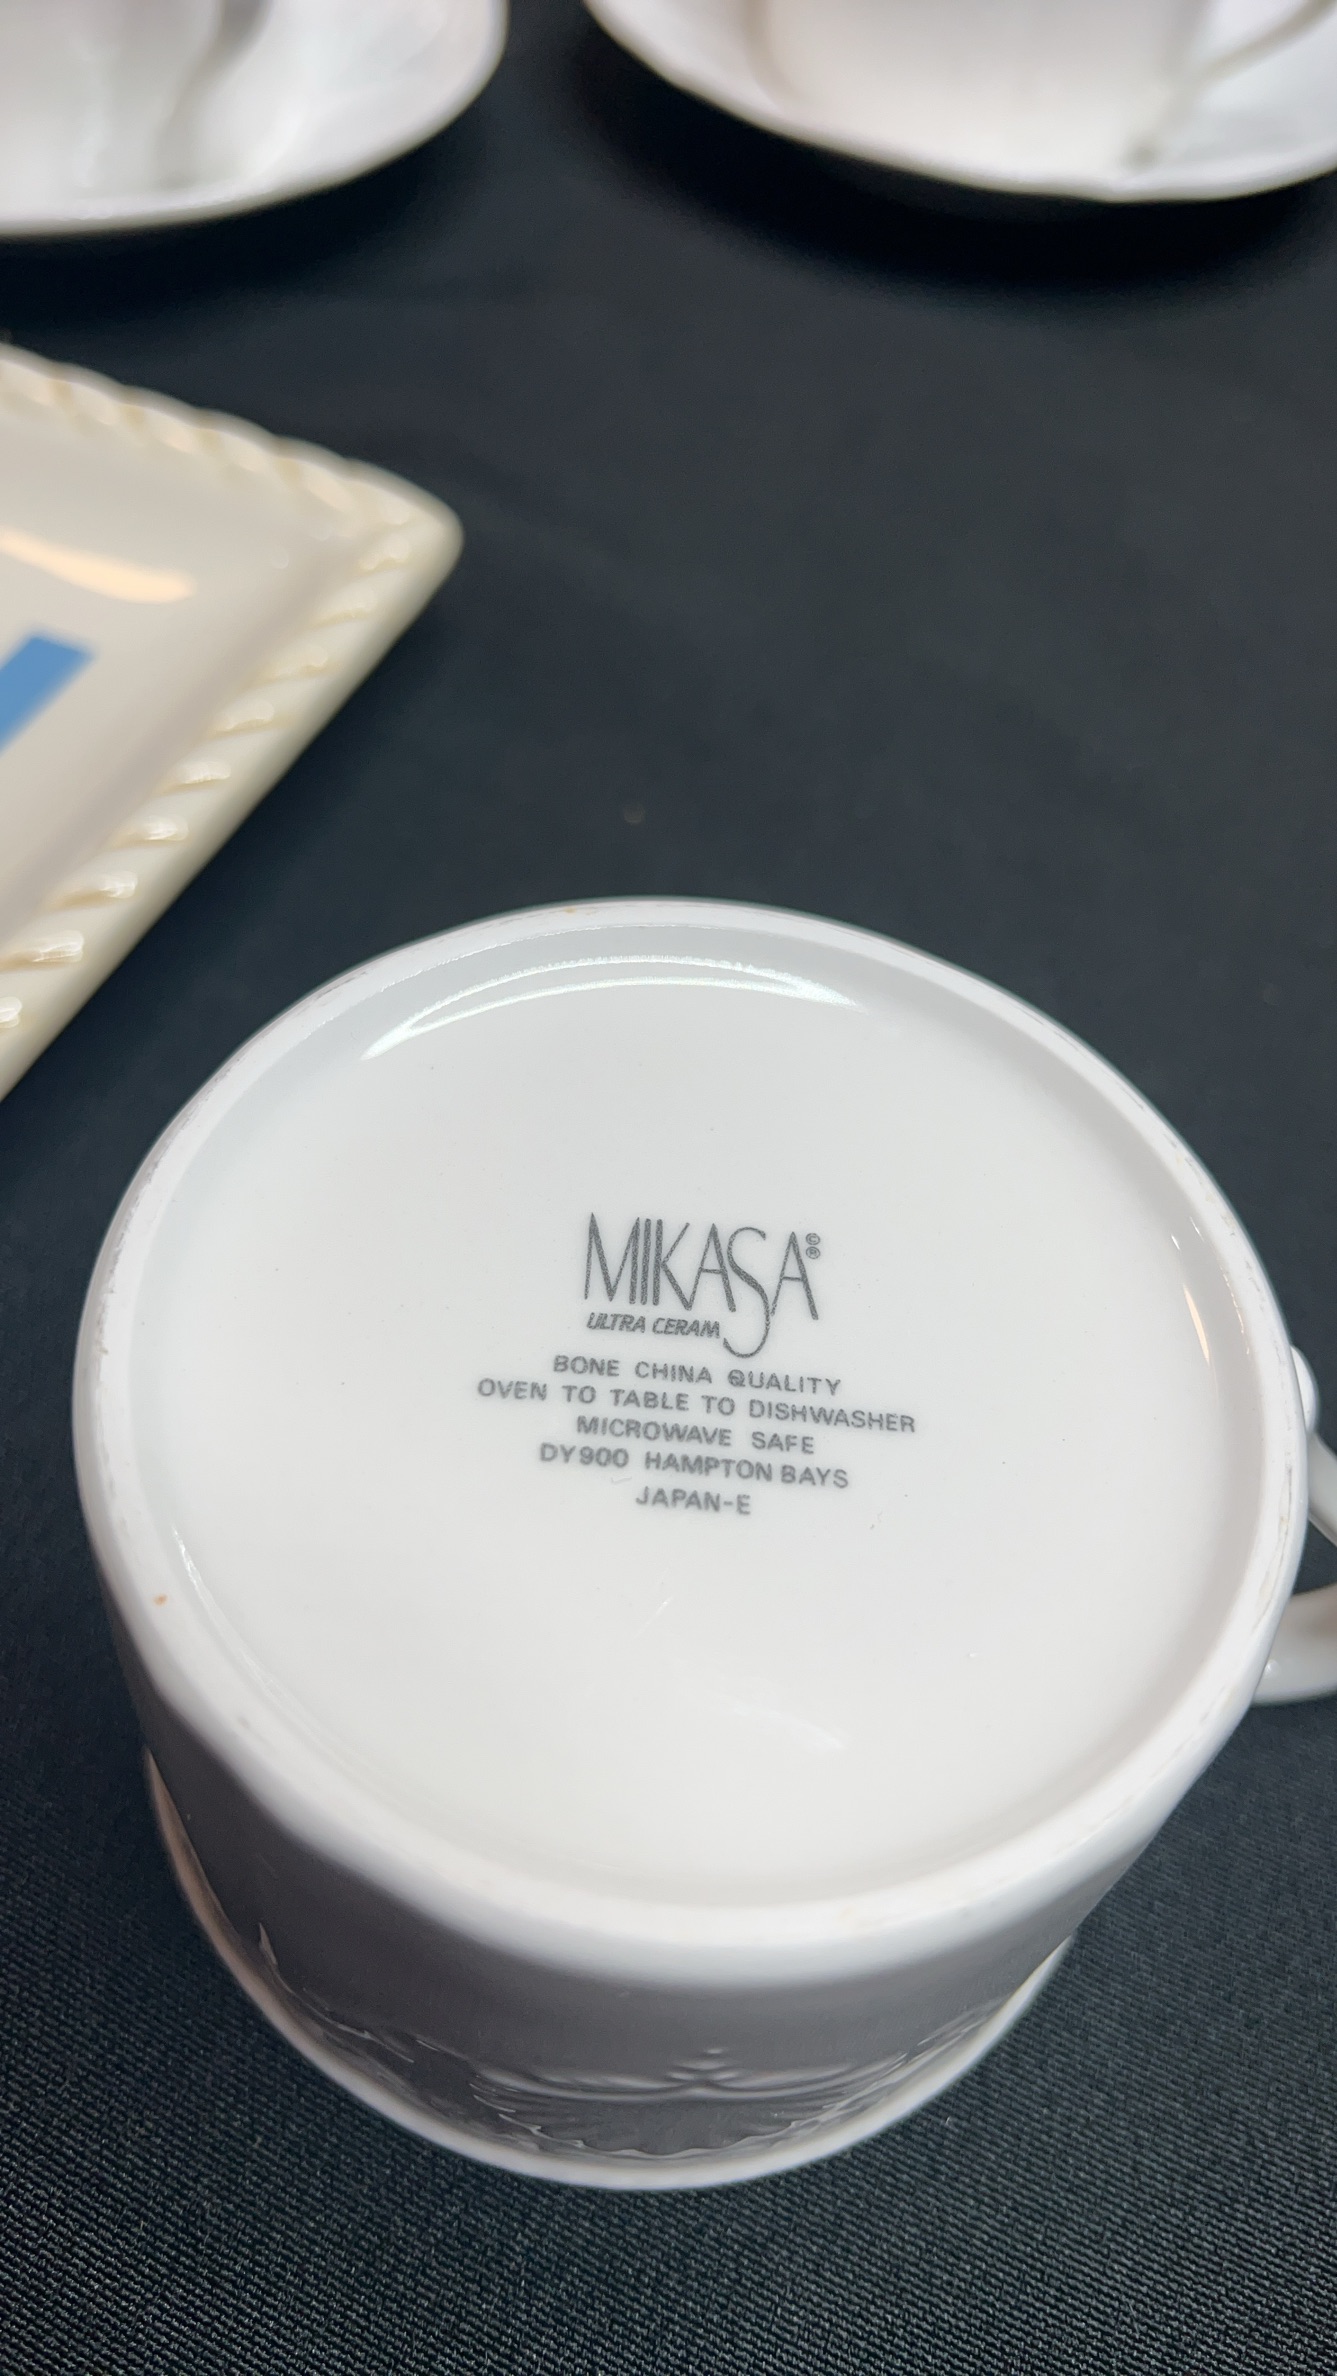 MIKASA©®
ULTRA CERAM
BONE CHINA QUALITY
OVEN TO TABLE TO DISHWASHER
MICROWAVE SAFE
DY900 HAMPTON BAYS
JAPAN-E